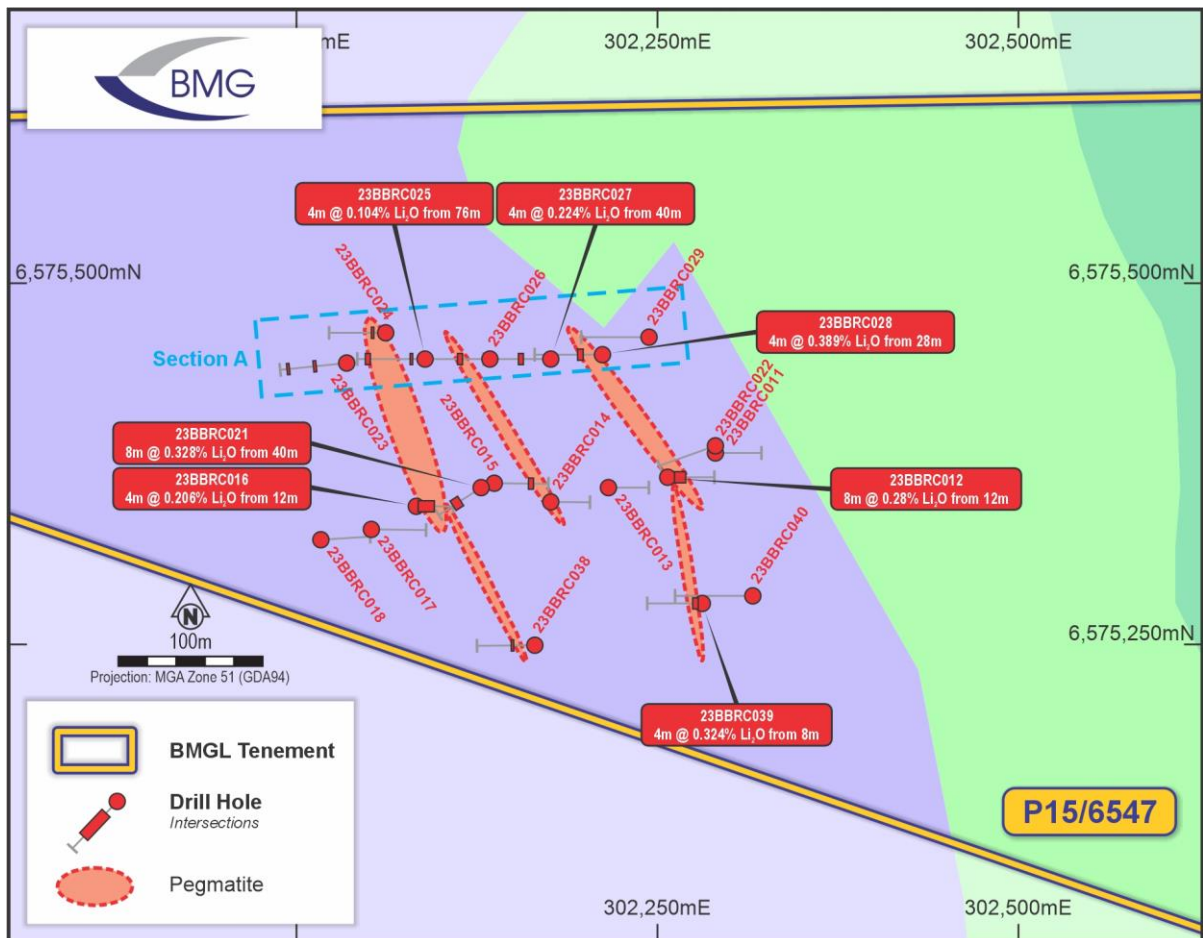 mE
302,250mE
302,500mE
BMG
23BBRC025
4m @ 0.104% Li₂O from 76m
23BBRC027
4m @ 0.224% Li₂O from 40m
6,575,500mN
6,575,500mN
23BBRC024
23BBRC026
23BBRC029
23BBRC028
4m @ 0.389% Li₂O from 28m
Section A
23BBRC023
23BBRC015
23BBRC014
23BBRC022
23BBRC011
23BBRC021
8m @ 0.328% Li₂O from 40m
23BBRC016
4m @ 0.206% Li₂O from 12m
23BBRC012
8m @ 0.28% Li₂O from 12m
23BBRC018
23BBRC017
23BBRC038
23BBRC013
23BBRC040
N
100m
Projection: MGA Zone 51 (GDA94)
6,575,250mN
23BBRC039
4m @ 0.324% Li₂O from 8m
BMGL Tenement
Drill Hole
Intersections
Pegmatite
P15/6547
302,250mE
302,500mE